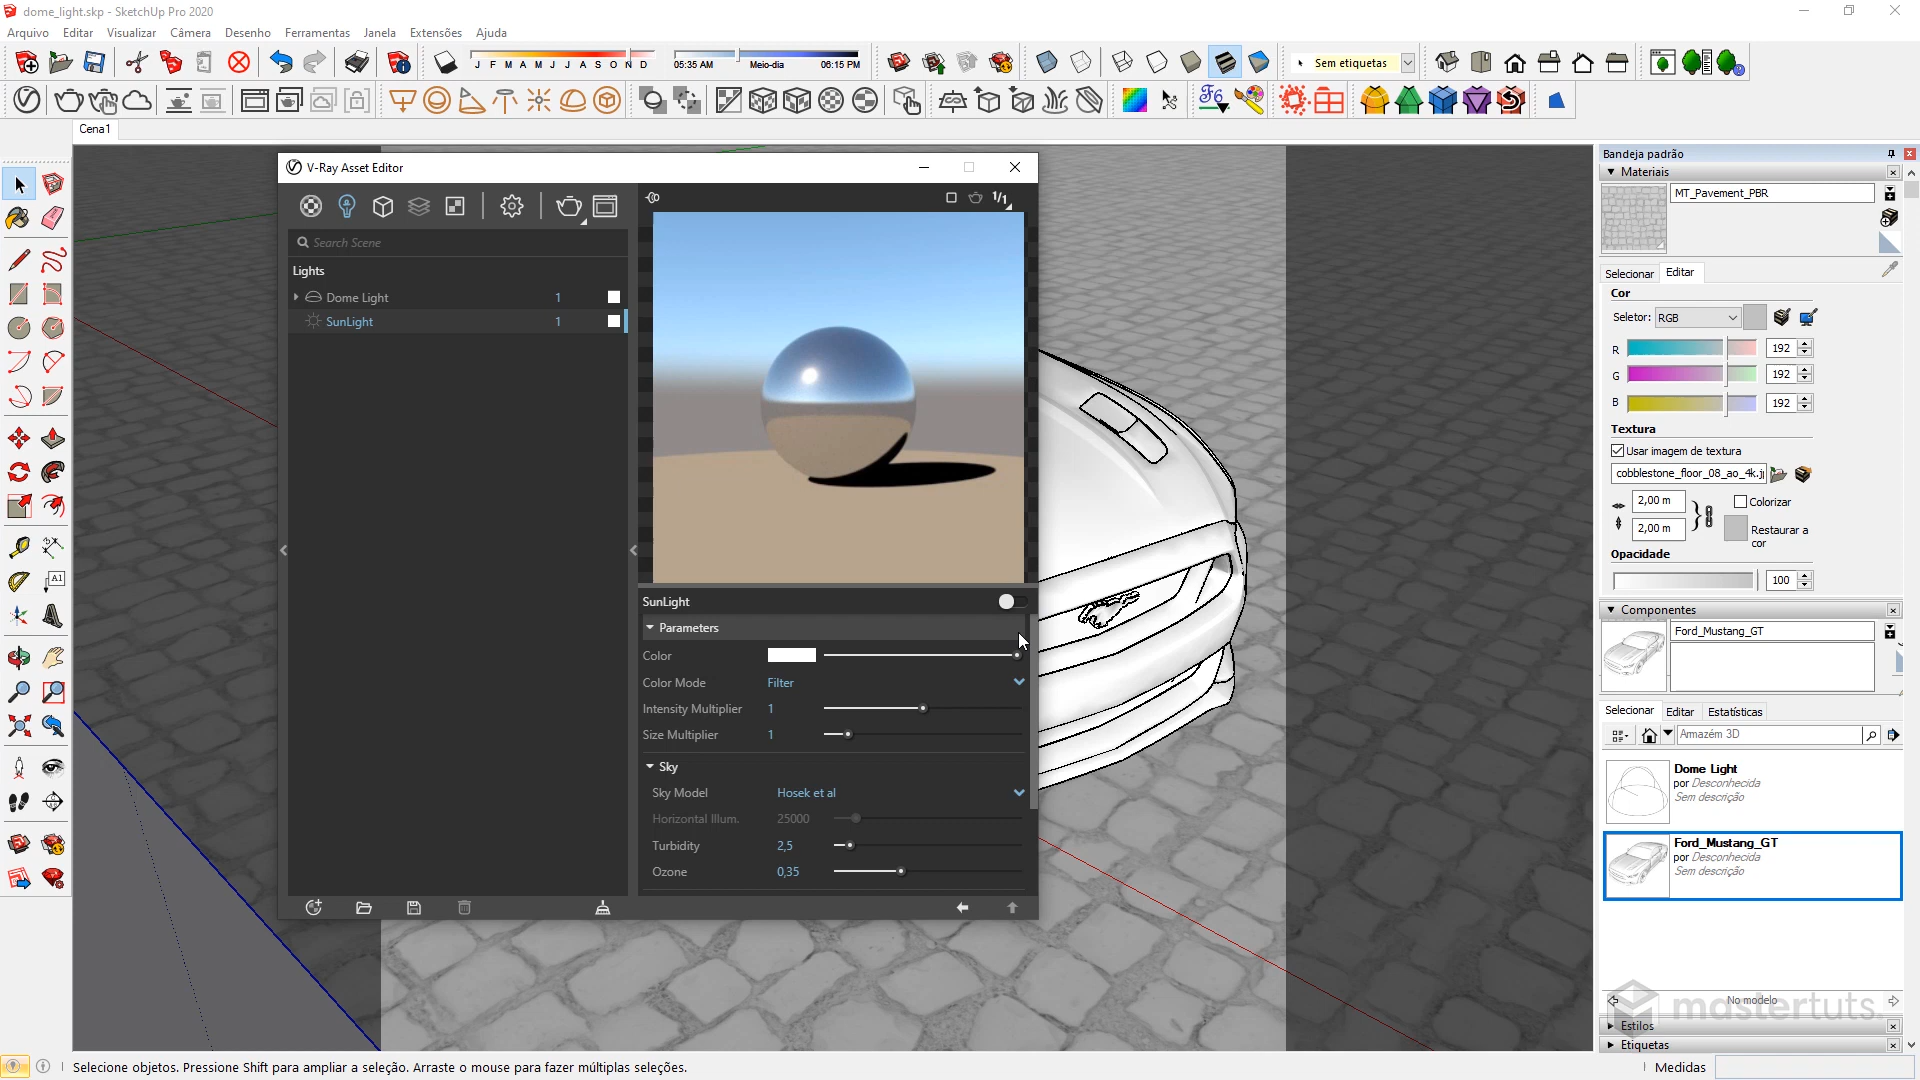 dome_light.skp - SketchUp Pro 2020
Arquivo Editar Visualizar Câmera Desenho Ferramentas Janela Extensões Ajuda
J F M A M J J A S O N D
05:35 AM Meio-dia 06:15 PM
Sem etiquetas
Cena1
V-Ray Asset Editor
Search Scene
1/1
Lights
Dome Light 1
SunLight 1
SunLight
Parameters
Color
Color Mode Filter
Intensity Multiplier 1
Size Multiplier 1
Sky
Sky Model Hosek et al
Horizontal Illum. 25000
Turbidity 2,5
Ozone 0,35
Bandeja padrão
Materiais
MT_Pavement_PBR
Selecionar Editar
Cor
Seletor: RGB
R 192
G 192
B 192
Textura
Usar imagem de textura
cobblestone_floor_08_ao_4k.j
2,00 m
Colorizar
2,00 m
Restaurar a
cor
Opacidade
100
Componentes
Ford_Mustang_GT
Selecionar Editar Estatísticas
Armazém 3D
Dome Light
por Desconhecida
Sem descrição
Ford_Mustang_GT
por Desconhecida
Sem descrição
No modelo
mastertuts.
Estilos
Etiquetas
A1
Selecione objetos. Pressione Shift para ampliar a seleção. Arraste o mouse para fazer múltiplas seleções.
Medidas